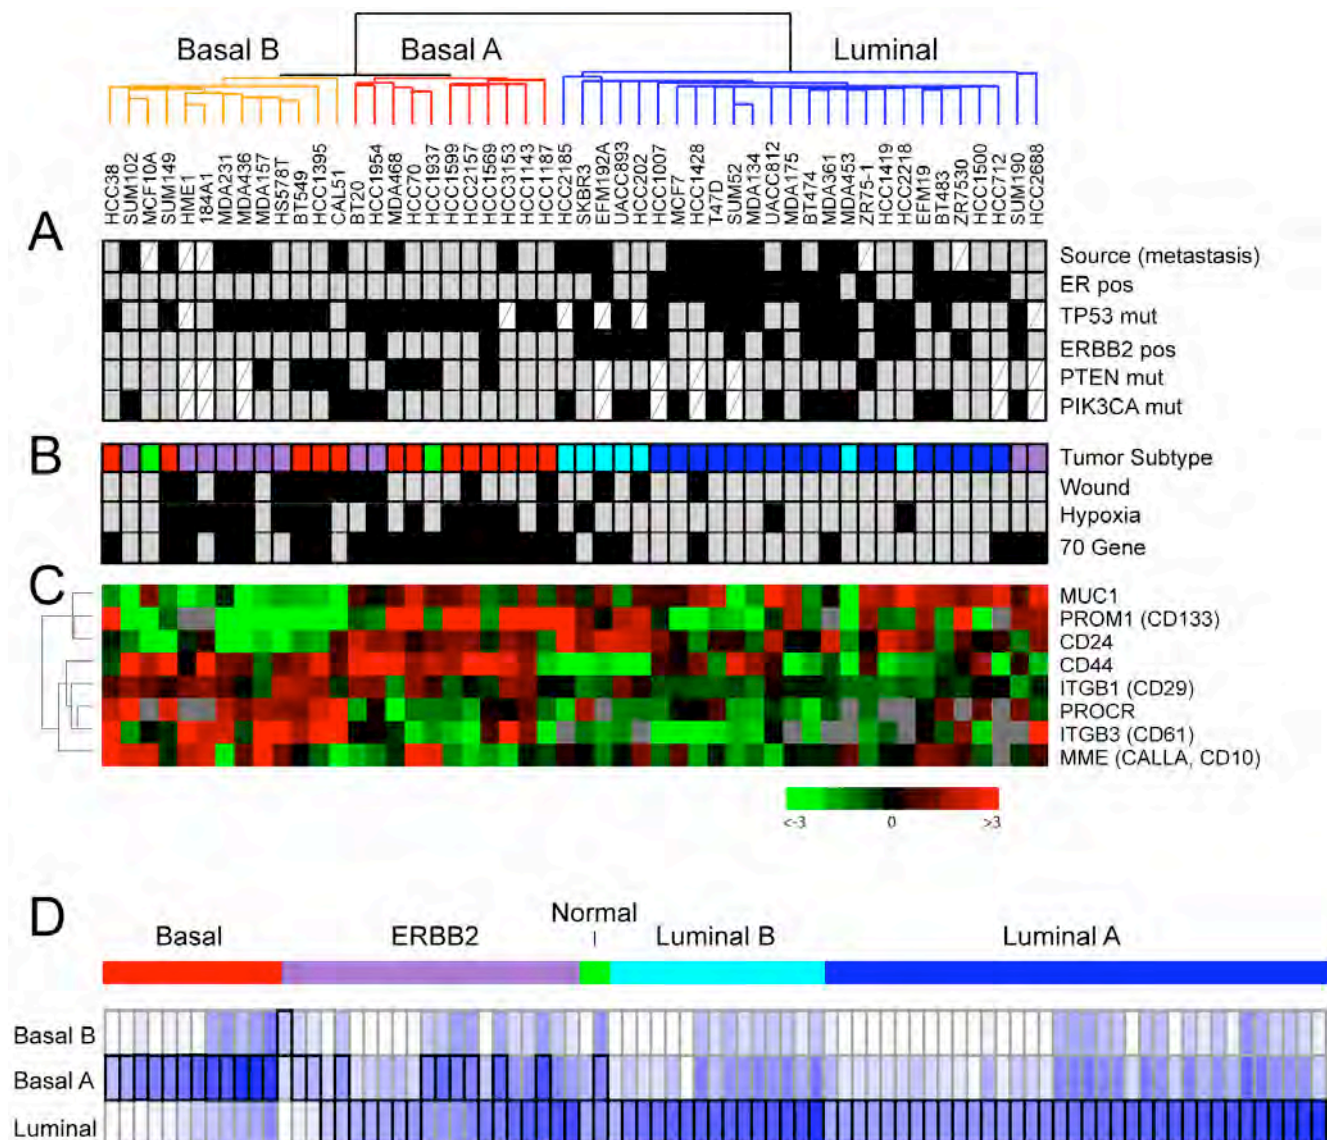 Basal B Basal A Luminal
HCC38
SUM102
MCF10A
SUM149
HME1
184A1
MDA231
MDA436
MDA157
HS578T
BT549
HCC1395
CAL51
BT20
HCC1954
MDA468
HCC70
HCC1937
HCC1599
HCC2157
HCC1569
HCC3153
HCC1143
HCC1187
HCC2185
SKBR3
EFM192A
UACC893
HCC202
HCC1007
MCF7
HCC1428
T47D
SUM52
MDA134
UACC812
MDA175
BT474
MDA361
MDA453
ZR75-1
HCC1419
HCC2218
EFM19
BT483
ZR7530
HCC1500
HCC712
SUM190
HCC2688
A
Source (metastasis)
ER pos
TP53 mut
ERBB2 pos
PTEN mut
PIK3CA mut
B
Tumor Subtype
Wound
Hypoxia
70 Gene
C
MUC1
PROM1 (CD133)
CD24
CD44
ITGB1 (CD29)
PROCR
ITGB3 (CD61)
MME (CALLA, CD10)
<-3 0 >3
D
Normal
Basal ERBB2 Luminal B Luminal A
Basal B
Basal A
Luminal